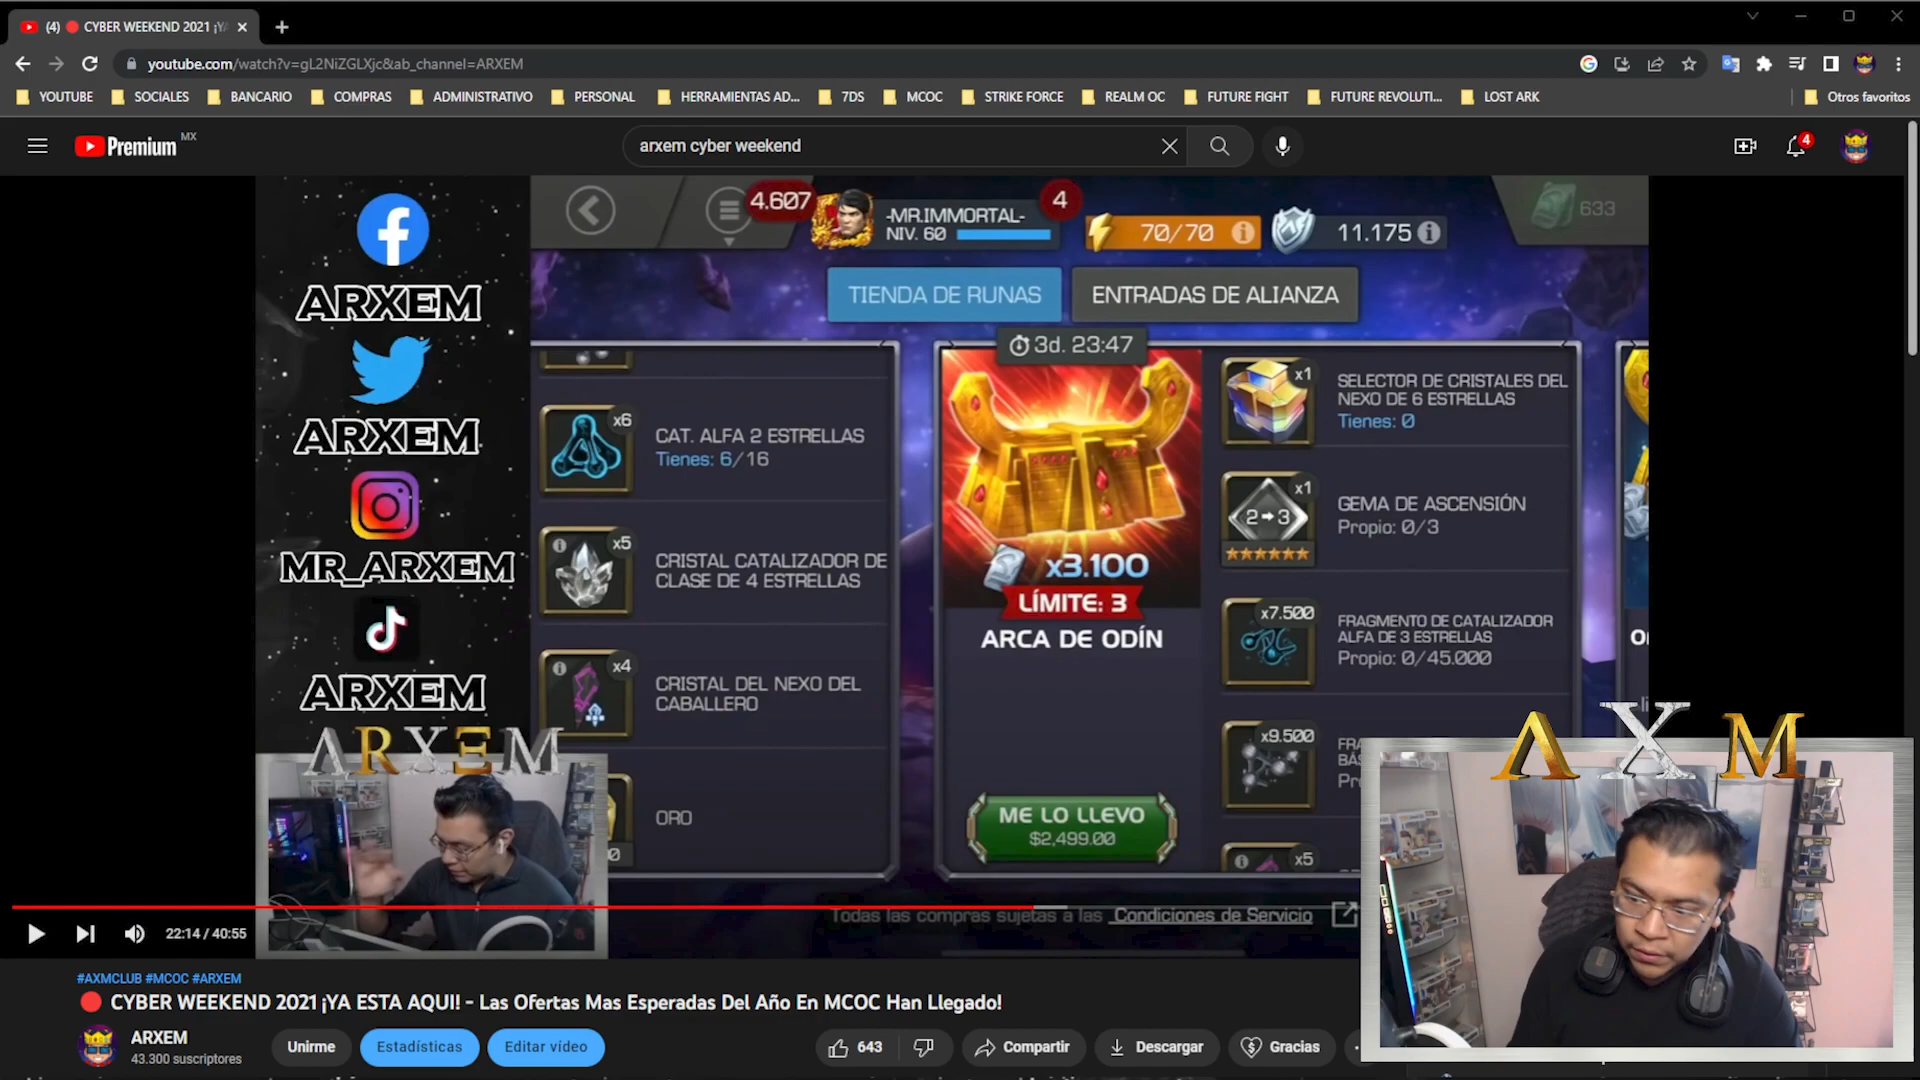 (4) 🔴 CYBER WEEKEND 2021 ¡YA
youtube.com/watch?v=gL2NiZGLXjc&ab_channel=ARXEM
YOUTUBE SOCIALES BANCARIO COMPRAS ADMINISTRATIVO PERSONAL HERRAMIENTAS AD... 7DS MCOC STRIKE FORCE REALM OC FUTURE FIGHT FUTURE REVOLUTI... LOST ARK Otros favoritos
Premium MX
arxem cyber weekend
4
ARXEM
ARXEM
MR_ARXEM
ARXEM
ARXEM
4.607
-MR.IMMORTAL-
NIV. 60
4
70/70
11.175
633
TIENDA DE RUNAS
ENTRADAS DE ALIANZA
x6
CAT. ALFA 2 ESTRELLAS
Tienes: 6/16
x5
CRISTAL CATALIZADOR DE
CLASE DE 4 ESTRELLAS
x4
CRISTAL DEL NEXO DEL
CABALLERO
ORO
3d. 23:47
x3.100
LÍMITE: 3
ARCA DE ODÍN
ME LO LLEVO
$2,499.00
x1
SELECTOR DE CRISTALES DEL
NEXO DE 6 ESTRELLAS
Tienes: 0
x1
2→3
GEMA DE ASCENSIÓN
Propio: 0/3
x7.500
FRAGMENTO DE CATALIZADOR
ALFA DE 3 ESTRELLAS
Propio: 0/45.000
x9.500
x5
Todas las compras sujetas a las Condiciones de Servicio
AXM
22:14 / 40:55
#AXMCLUB #MCOC #ARXEM
🔴 CYBER WEEKEND 2021 ¡YA ESTA AQUI! - Las Ofertas Mas Esperadas Del Año En MCOC Han Llegado!
ARXEM
43.300 suscriptores
Unirme
Estadísticas
Editar vídeo
643
Compartir
Descargar
Gracias